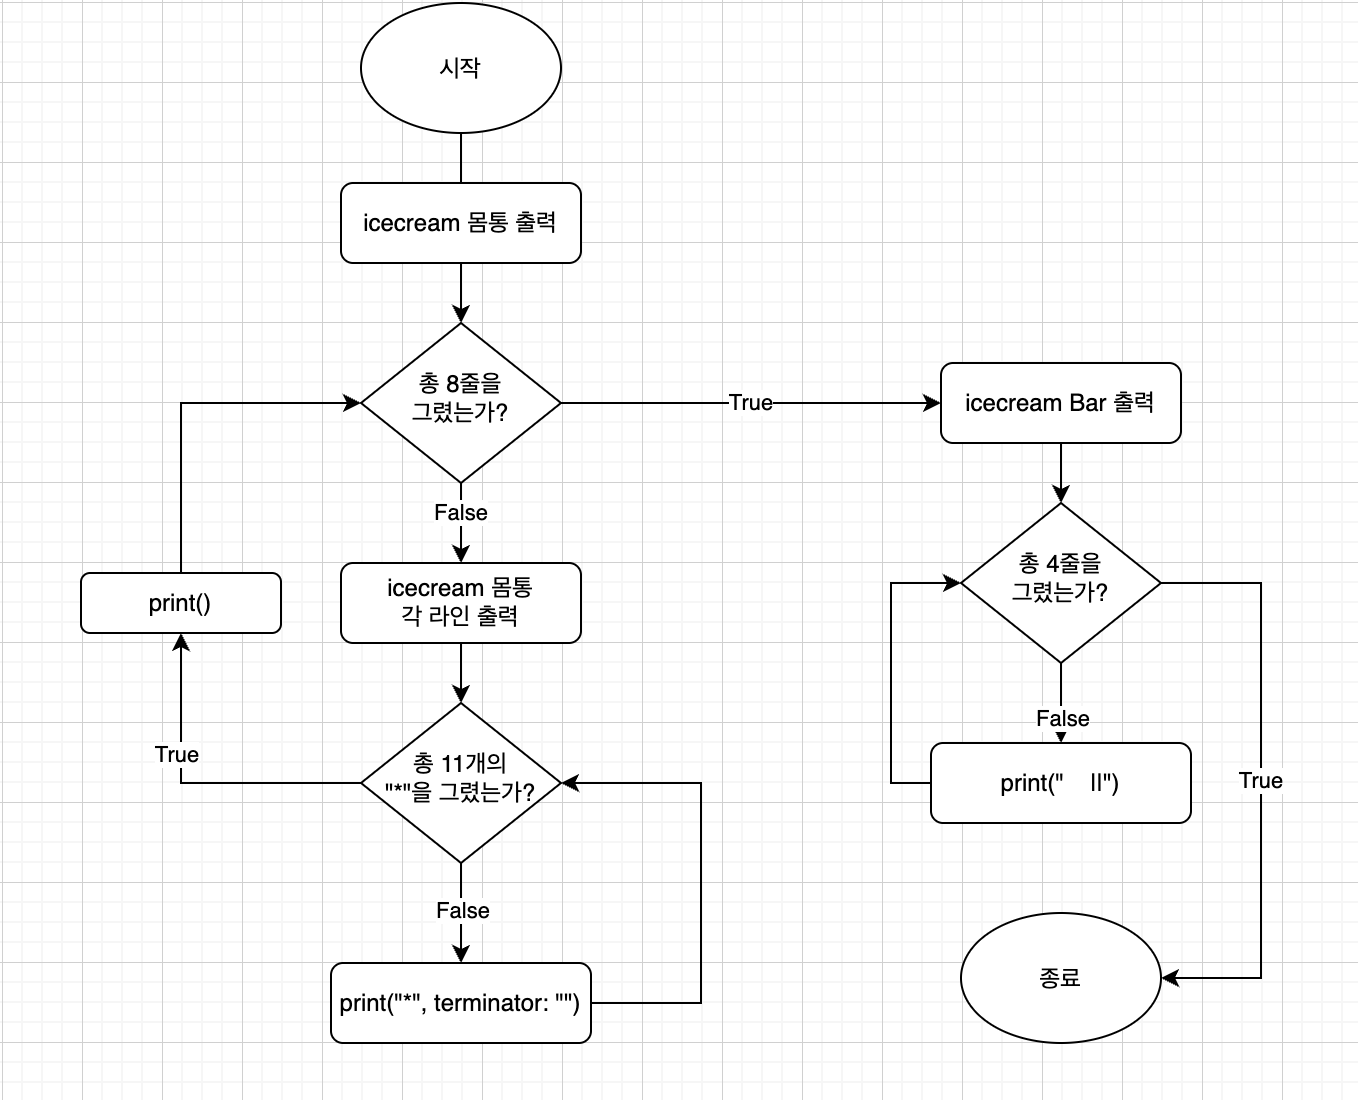 시작
icecream 몸통 출력
총 8줄을
그렸는가?
True
icecream Bar 출력
False
icecream 몸통
각 라인 출력
print()
총 4줄을
그렸는가?
False
print("    ||")
True
True
총 11개의
"*"을 그렸는가?
False
print("*", terminator: "")
종료